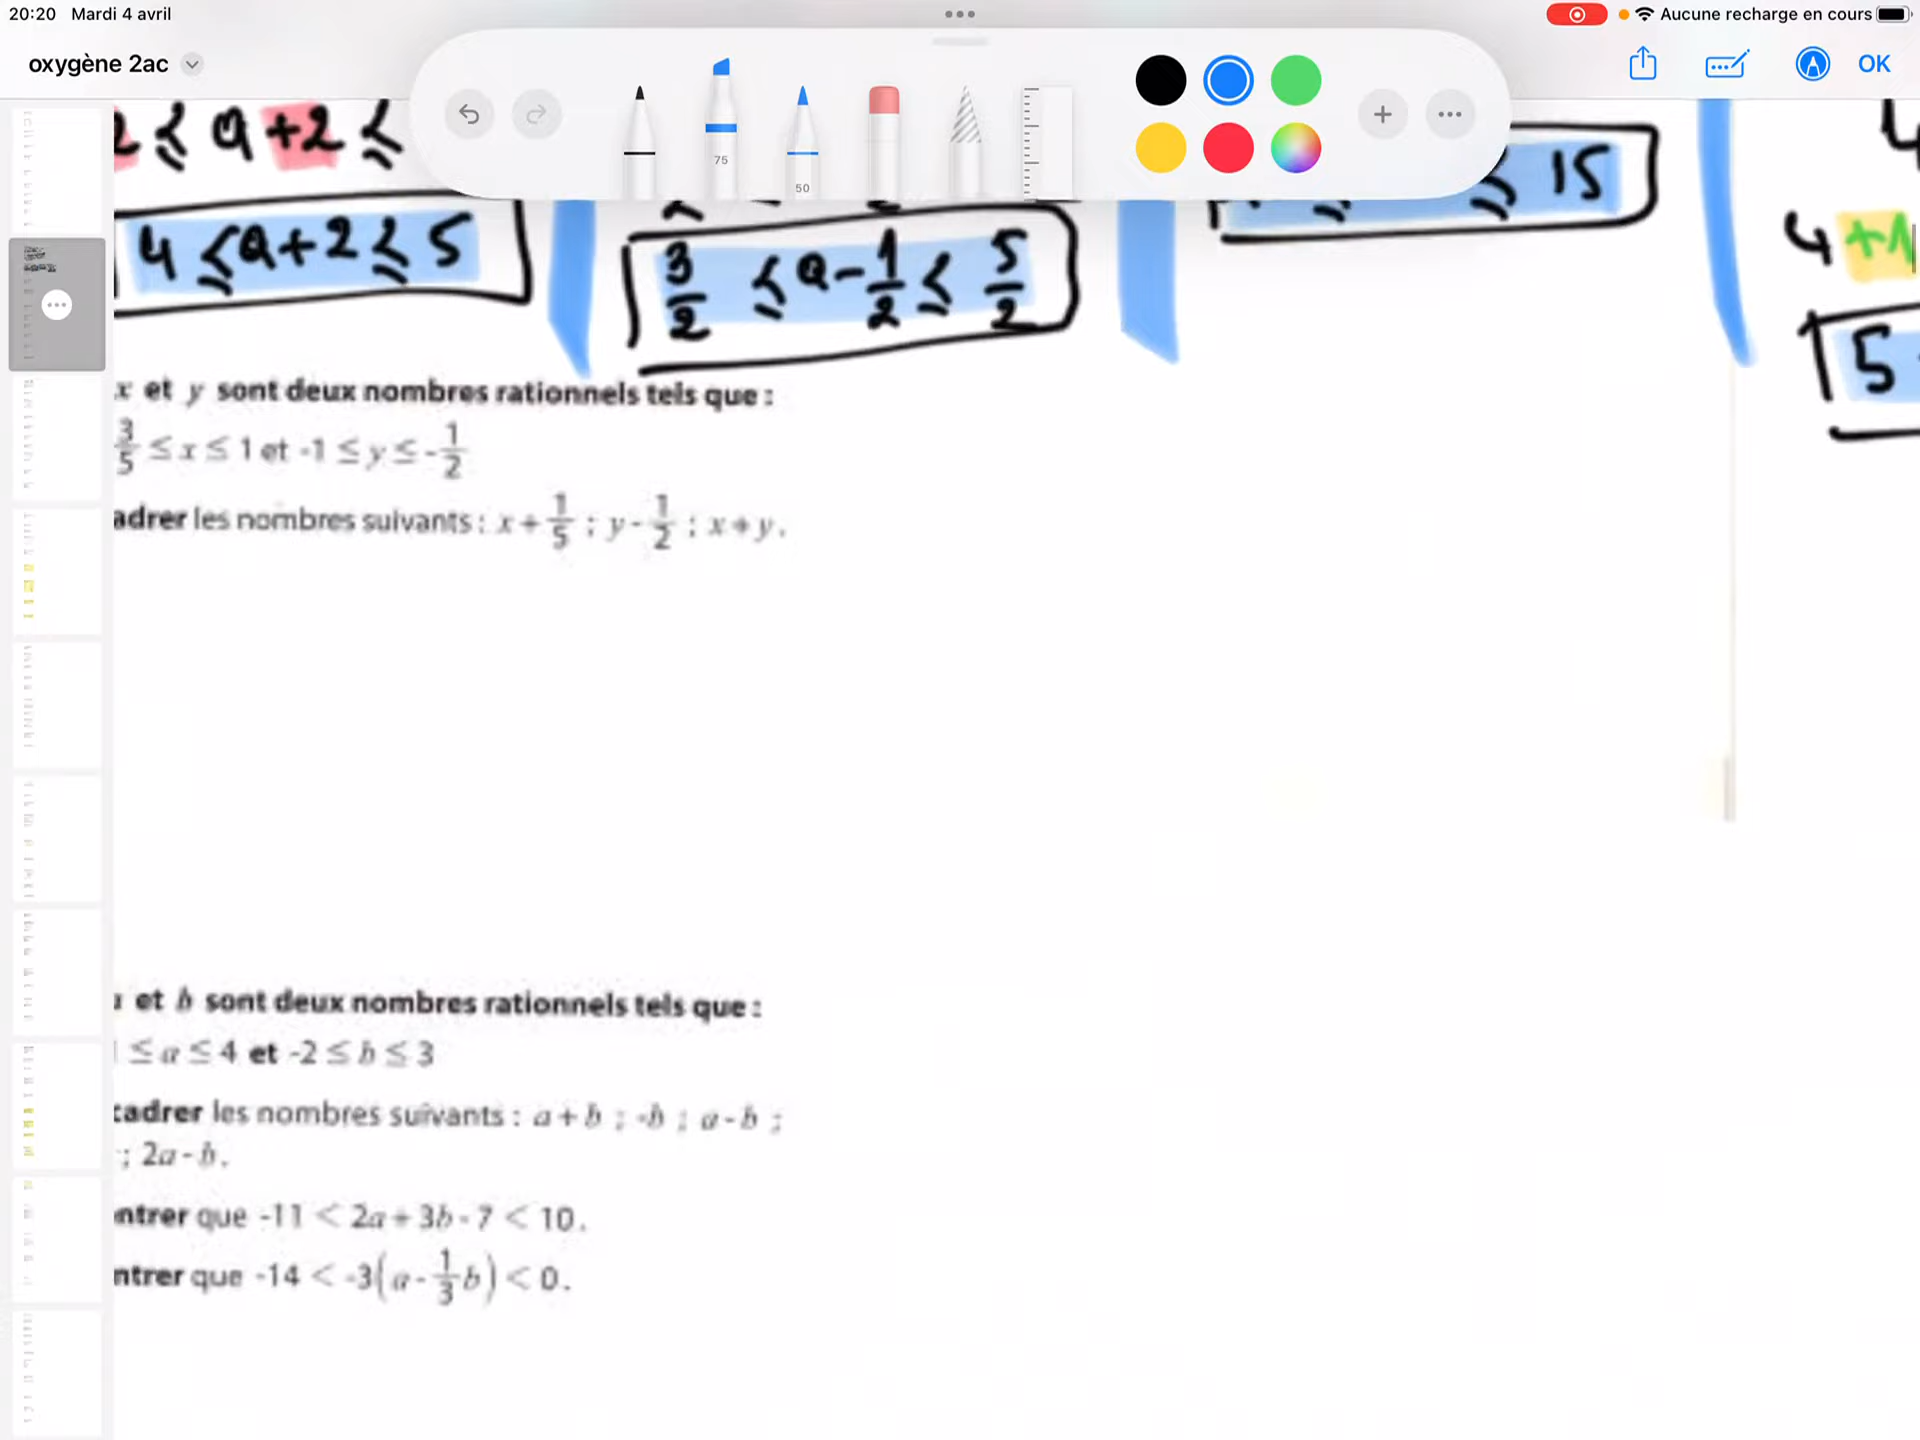 20:20 Mardi 4 avril
Aucune recharge en cours
oxygène 2ac
OK
75
50
≤ a +2 ≤
≤ 15
4 ≤ a+2 ≤ 5
3/2 ≤ a - 1/2 ≤ 5/2
4 +1
5
x et y sont deux nombres rationnels tels que :
3/5 ≤ x ≤ 1 et -1 ≤ y ≤ -1/2
adrer les nombres suivants : x + 1/5 ; y - 1/2 ; x + y .
et b sont deux nombres rationnels tels que :
≤ a ≤ 4 et -2 ≤ b ≤ 3
cadrer les nombres suivants : a + b ; -b ; a - b ;
; 2a - b .
ontrer que -11 < 2a + 3b - 7 < 10 .
ntrer que -14 < -3(a - 1/3 b) < 0 .